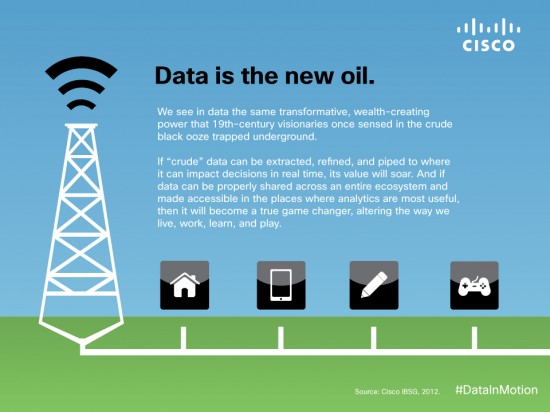 CISCO
Data is the new oil.
We see in data the same transformative, wealth-creating
power that 19th-century visionaries once sensed in the crude
black ooze trapped underground.
If “crude” data can be extracted, refined, and piped to where
it can impact decisions in real time, its value will soar. And if
data can be properly shared across an entire ecosystem and
made accessible in the places where analytics are most useful,
then it will become a true game changer, altering the way we
live, work, learn, and play.
Source: Cisco IBSG, 2012.
#DataInMotion